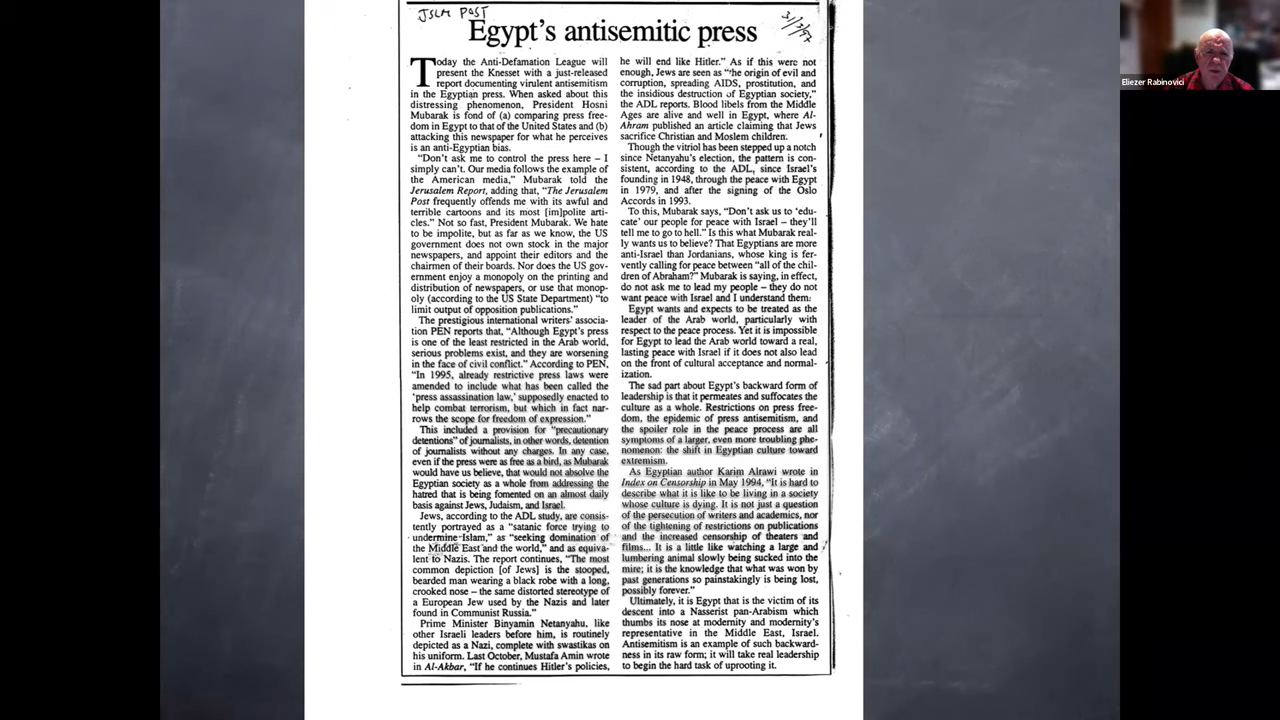 JSLM POST
31/3/97
Egypt's antisemitic press
Today the Anti-Defamation League will
present the Knesset with a just-released
report documenting virulent antisemitism
in the Egyptian press. When asked about this
distressing phenomenon, President Hosni
Mubarak is fond of (a) comparing press free-
dom in Egypt to that of the United States and (b)
attacking this newspaper for what he perceives
is an anti-Egyptian bias.
"Don't ask me to control the press here – I
simply can't. Our media follows the example of
the American media," Mubarak told the
Jerusalem Report, adding that, "The Jerusalem
Post frequently offends me with its awful and
terrible cartoons and its most [im]polite arti-
cles." Not so fast, President Mubarak. We hate
to be impolite, but as far as we know, the US
government does not own stock in the major
newspapers, and appoint their editors and the
chairmen of their boards. Nor does the US gov-
ernment enjoy a monopoly on the printing and
distribution of newspapers, or use that monop-
oly (according to the US State Department) "to
limit output of opposition publications."
The prestigious international writers' associa-
tion PEN reports that, "Although Egypt's press
is one of the least restricted in the Arab world,
serious problems exist, and they are worsening
in the face of civil conflict." According to PEN,
"In 1995, already restrictive press laws were
amended to include what has been called the
'press assassination law,' supposedly enacted to
help combat terrorism, but which in fact nar-
rows the scope for freedom of expression."
This included a provision for "precautionary
detentions" of journalists, in other words, detention
of journalists without any charges. In any case,
even if the press were as free as a bird, as Mubarak
would have us believe, that would not absolve the
Egyptian society as a whole from addressing the
hatred that is being fomented on an almost daily
basis against Jews, Judaism, and Israel.
Jews, according to the ADL study, are consis-
tently portrayed as a "satanic force trying to
undermine Islam," as "seeking domination of
the Middle East and the world," and as equiva-
lent to Nazis. The report continues, "The most
common depiction [of Jews] is the stooped,
bearded man wearing a black robe with a long,
crooked nose – the same distorted stereotype of
a European Jew used by the Nazis and later
found in Communist Russia."
Prime Minister Binyamin Netanyahu, like
other Israeli leaders before him, is routinely
depicted as a Nazi, complete with swastikas on
his uniform. Last October, Mustafa Amin wrote
in Al-Akbar, "If he continues Hitler's policies,
he will end like Hitler." As if this were not
enough, Jews are seen as "the origin of evil and
corruption, spreading AIDS, prostitution, and
the insidious destruction of Egyptian society,"
the ADL reports. Blood libels from the Middle
Ages are alive and well in Egypt, where Al-
Ahram published an article claiming that Jews
sacrifice Christian and Moslem children.
Though the vitriol has been stepped up a notch
since Netanyahu's election, the pattern is con-
sistent, according to the ADL, since Israel's
founding in 1948, through the peace with Egypt
in 1979, and after the signing of the Oslo
Accords in 1993.
To this, Mubarak says, "Don't ask us to 'edu-
cate' our people for peace with Israel – they'll
tell me to go to hell." Is this what Mubarak real-
ly wants us to believe? That Egyptians are more
anti-Israel than Jordanians, whose king is fer-
vently calling for peace between "all of the chil-
dren of Abraham?" Mubarak is saying, in effect,
do not ask me to lead my people – they do not
want peace with Israel and I understand them.
Egypt wants and expects to be treated as the
leader of the Arab world, particularly with
respect to the peace process. Yet it is impossible
for Egypt to lead the Arab world toward a real,
lasting peace with Israel if it does not also lead
on the front of cultural acceptance and normal-
ization.
The sad part about Egypt's backward form of
leadership is that it permeates and suffocates the
culture as a whole. Restrictions on press free-
dom, the epidemic of press antisemitism, and
the spoiler role in the peace process are all
symptoms of a larger, even more troubling phe-
nomenon: the shift in Egyptian culture toward
extremism.
As Egyptian author Karim Alrawi wrote in
Index on Censorship in May 1994, "It is hard to
describe what it is like to be living in a society
whose culture is dying. It is not just a question
of the persecution of writers and academics, nor
of the tightening of restrictions on publications
and the increased censorship of theaters and
films... It is a little like watching a large and
lumbering animal slowly being sucked into the
mire; it is the knowledge that what was won by
past generations so painstakingly is being lost,
possibly forever."
Ultimately, it is Egypt that is the victim of its
descent into a Nasserist pan-Arabism which
thumbs its nose at modernity and modernity's
representative in the Middle East, Israel.
Antisemitism is an example of such backward-
ness in its raw form; it will take real leadership
to begin the hard task of uprooting it.
Eliezer Rabinovici